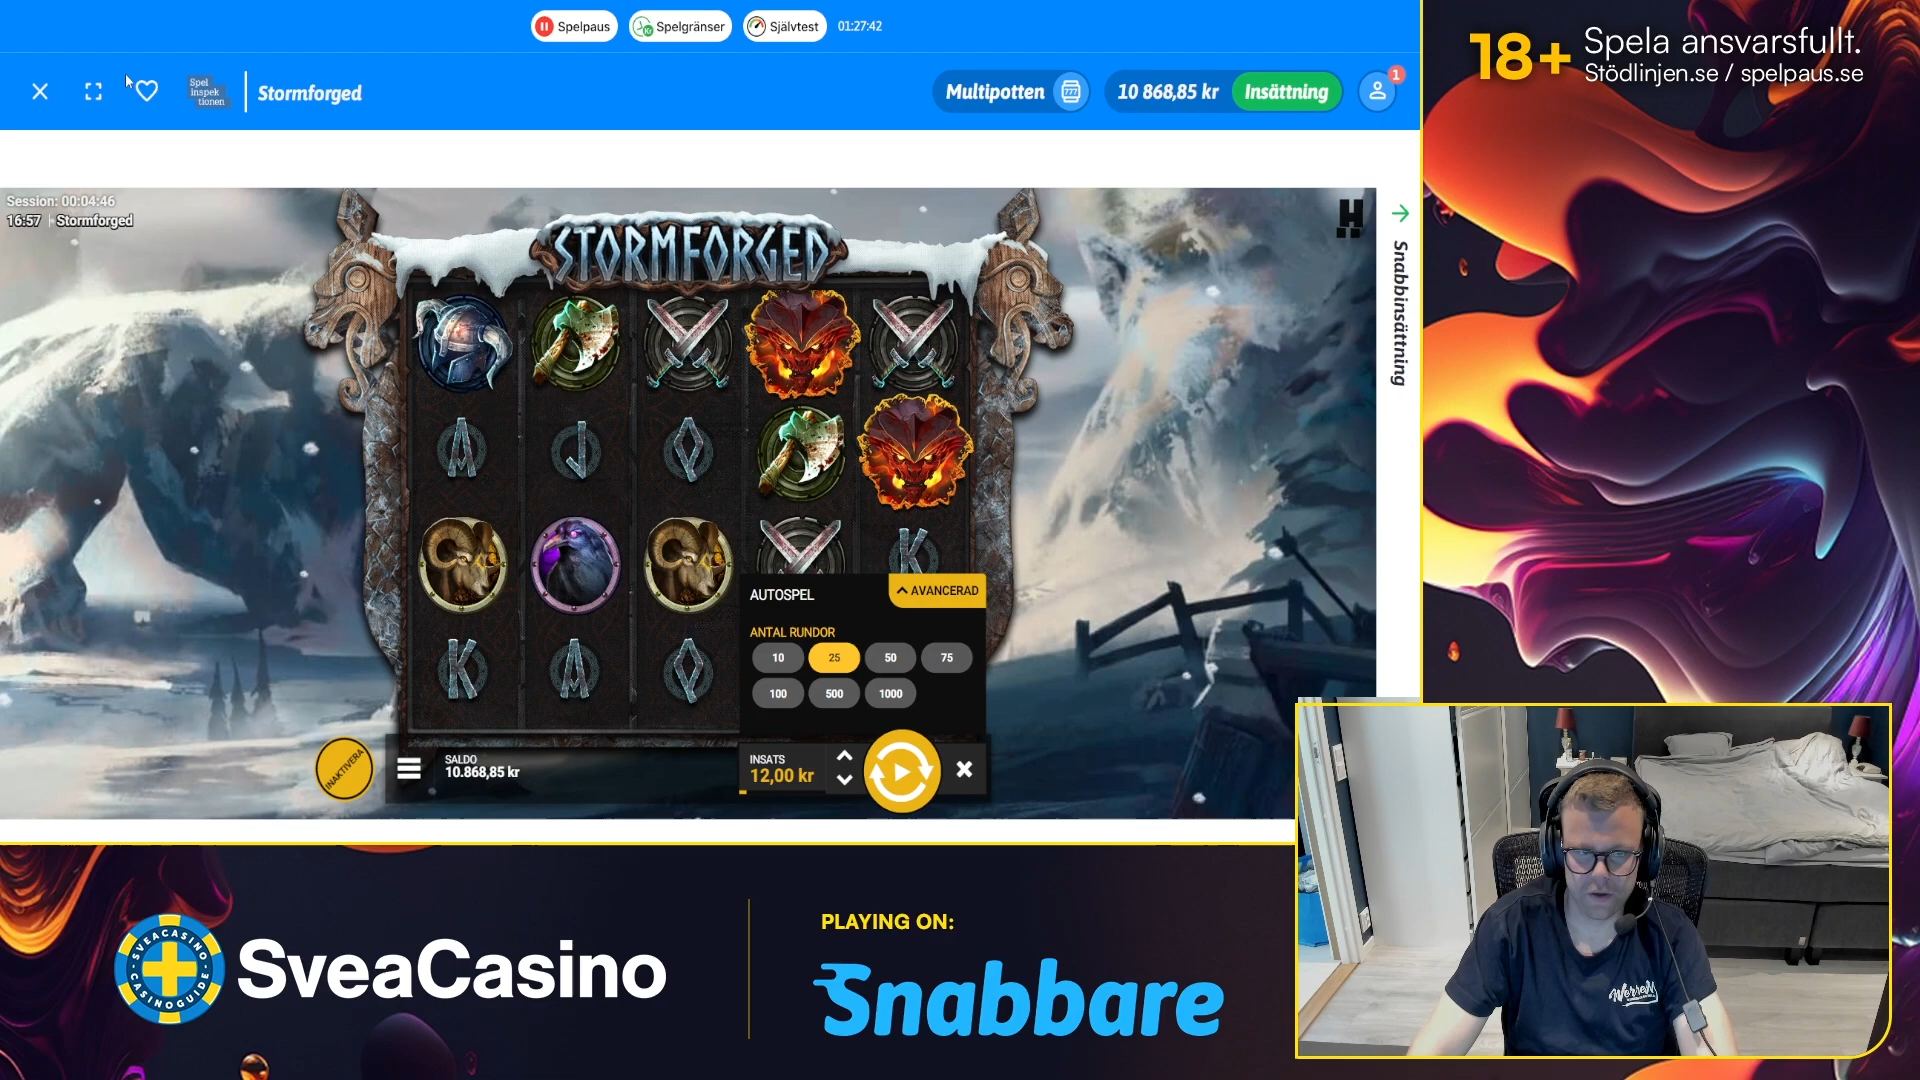 Spelpaus
Spelgränser
Självtest
01:27:42
Spel
inspek
tionen
Stormforged
Multipotten
777
10 868,85 kr
Insättning
1
18+
Spela ansvarsfullt.
Stödlinjen.se / spelpaus.se
Session: 00:04:46
16:57 | Stormforged
STORMFORGED
H
Snabbinsättning
A
J
Q
K
K
A
Q
AUTOSPEL
AVANCERAD
ANTAL RUNDOR
10
25
50
75
100
500
1000
INAKTIVERA
SALDO
10.868,85 kr
INSATS
12,00 kr
SVEACASINO
CASINOGUIDE
SveaCasino
PLAYING ON:
Snabbare